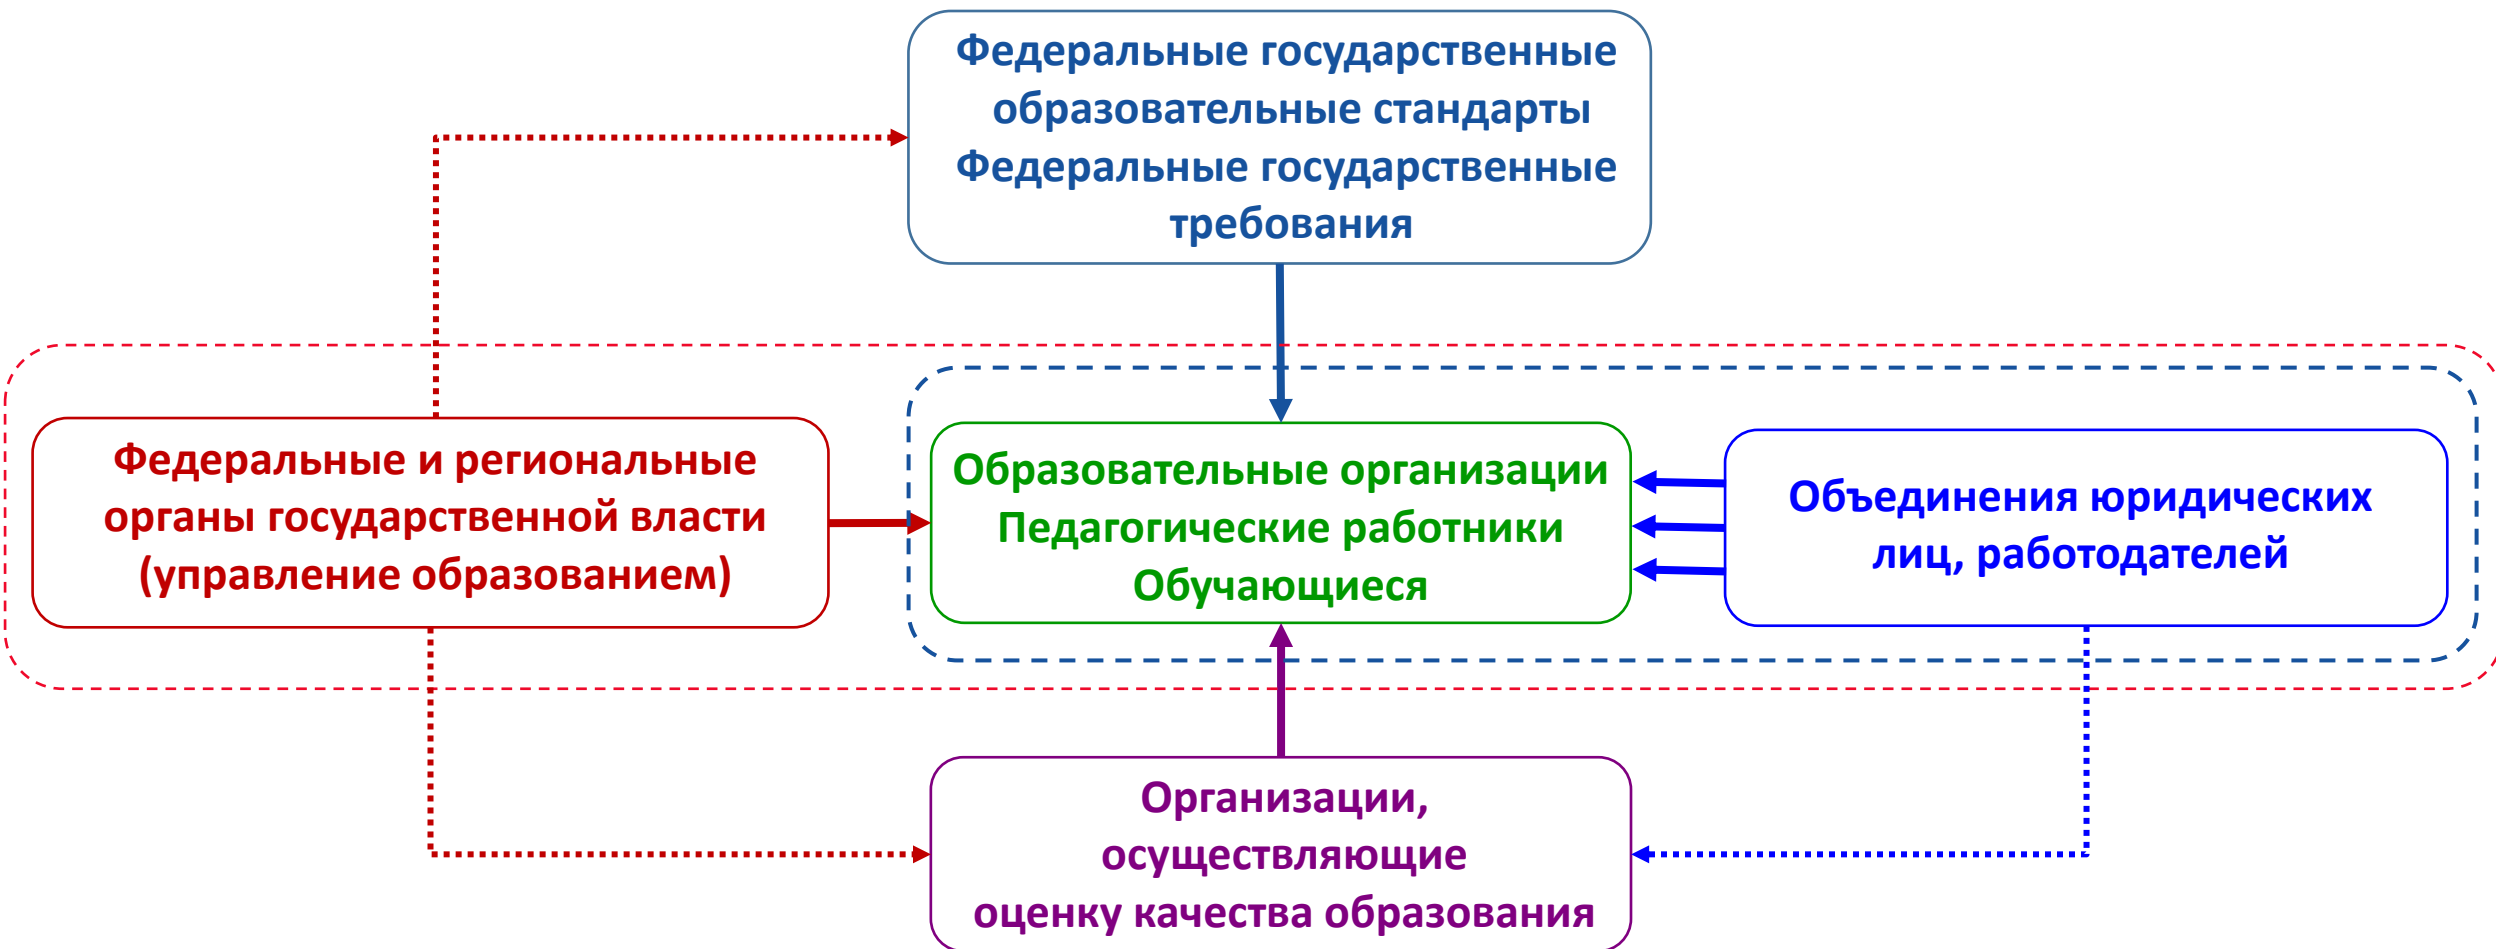 Федеральные государственные
образовательные стандарты
Федеральные государственные
требования
Федеральные и региональные
органы государственной власти
(управление образованием)
Образовательные организации
Педагогические работники
Обучающиеся
Объединения юридических
лиц, работодателей
Организации,
осуществляющие
оценку качества образования